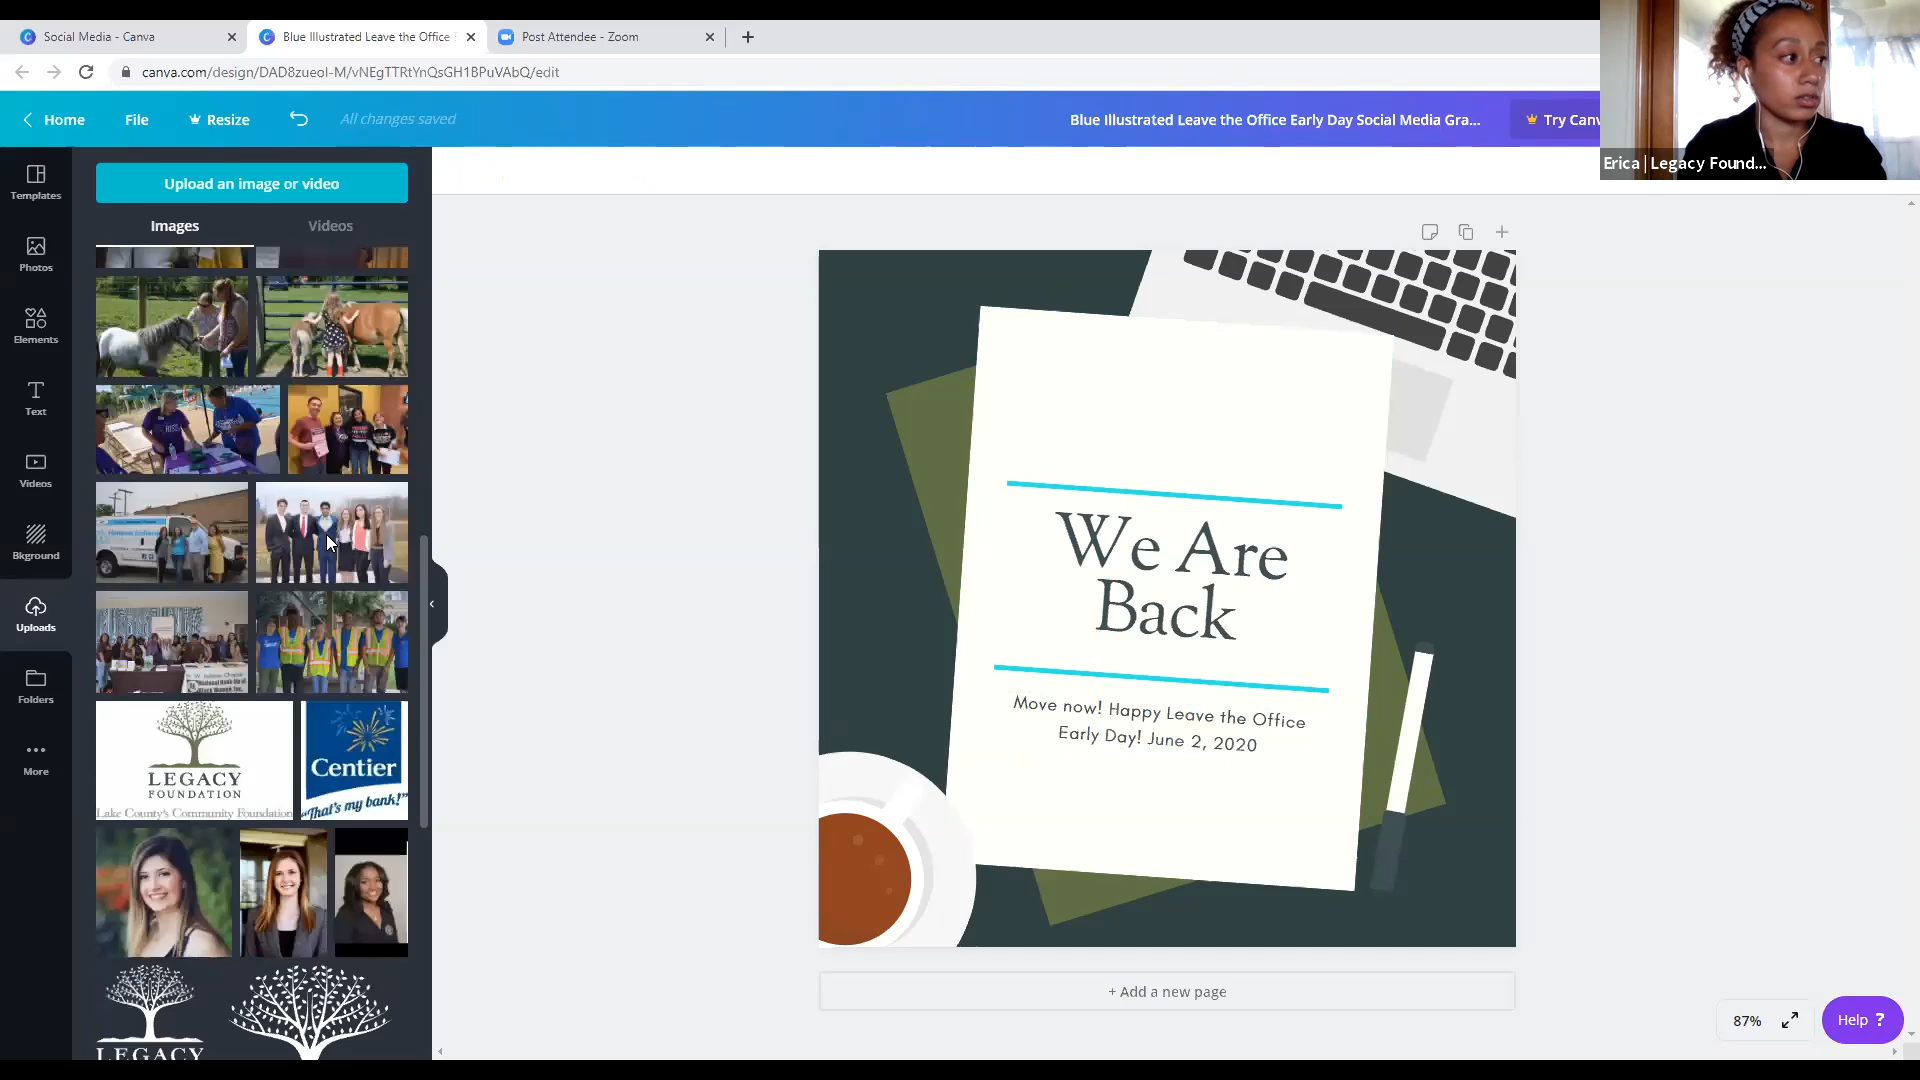 Social Media - Canva
Blue Illustrated Leave the Office
Post Attendee - Zoom
canva.com/design/DAD8zueoI-M/vNEgTTRtYnQsGH1BPuVAbQ/edit
Home
File
Resize
All changes saved
Blue Illustrated Leave the Office Early Day Social Media Gra...
Try Canv
Erica | Legacy Found...
Templates
Photos
Elements
Text
Videos
Bkground
Uploads
Folders
More
Upload an image or video
Images
Videos
LEGACY
FOUNDATION
Lake County's Community Foundation
Centier
"That's my bank!"
LEGACY
We Are
Back
Move now! Happy Leave the Office
Early Day! June 2, 2020
+ Add a new page
87%
Help ?